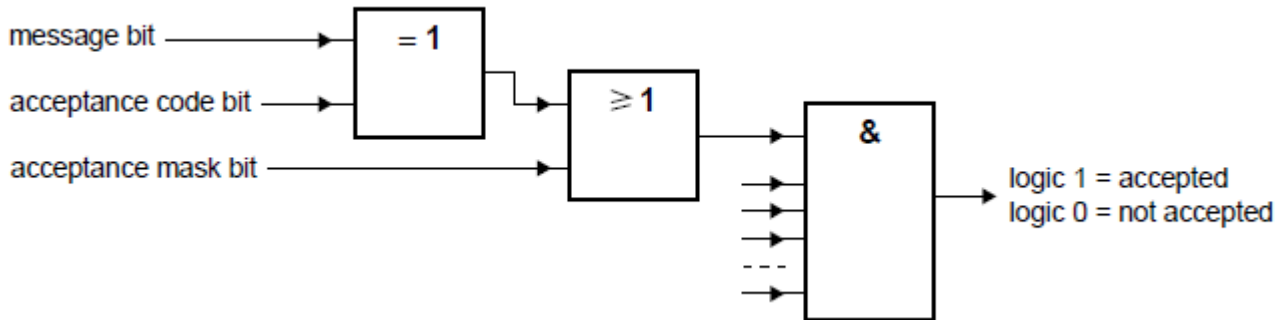 message bit
= 1
acceptance code bit
≥ 1
&
acceptance mask bit
logic 1 = accepted
logic 0 = not accepted